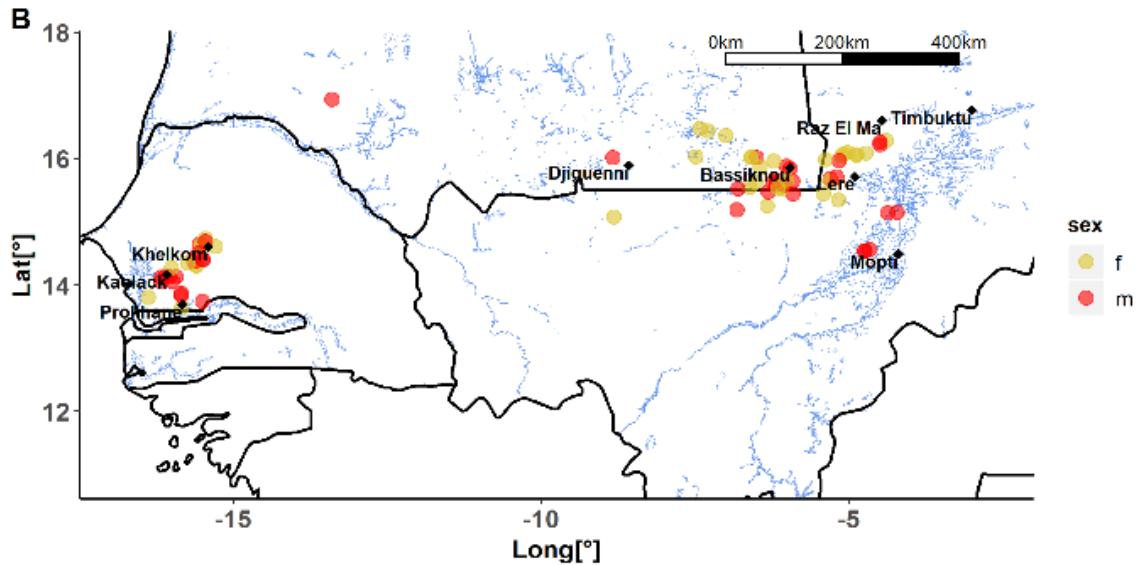 B
18
16
14
12
Lat[°]
0km 200km 400km
Raz El Ma
Timbuktu
Djiguenni
Bassiknou
Lere
Mopti
Khelkom
Kaolack
Prokhane
-15 -10 -5
Long[°]
sex
f
m